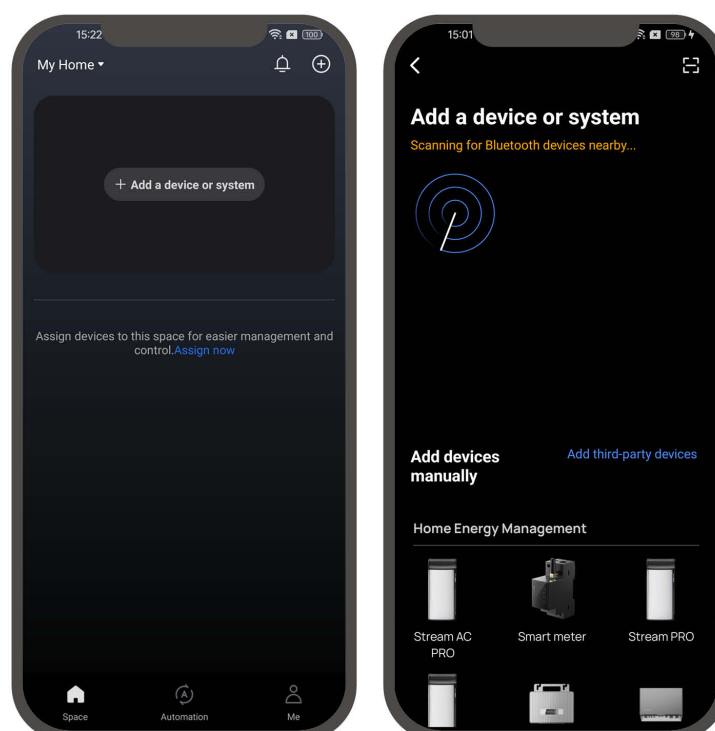 15:22
100
My Home
+ Add a device or system
Assign devices to this space for easier management and
control.Assign now
Space
A
Automation
Me
15:01
98
Add a device or system
Scanning for Bluetooth devices nearby...
Add devices
manually
Add third-party devices
Home Energy Management
Stream AC
PRO
Smart meter
Stream PRO